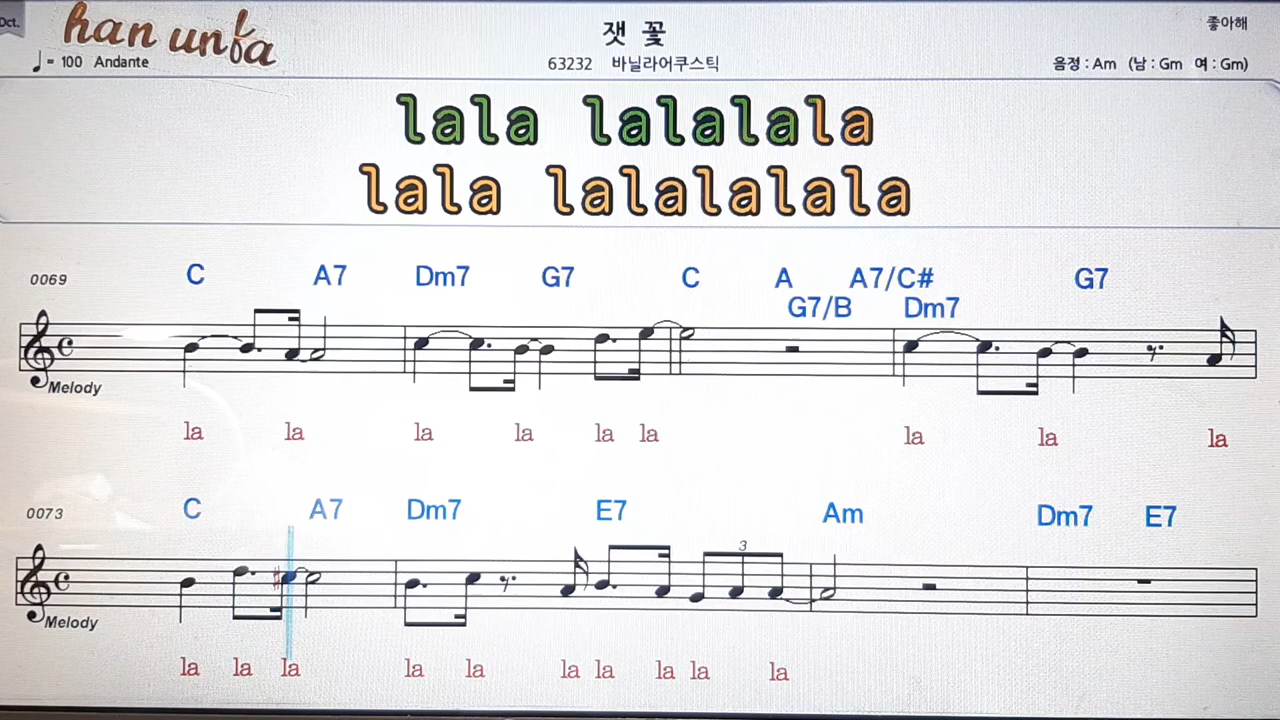 Oct.
han unfa
잿 꽃
좋아해
♩= 100 Andante
63232 바닐라어쿠스틱
음정 : Am (남 : Gm 여 : Gm)
lala lalalala
lala lalalalala
0069
C A7 Dm7 G7 C A A7/C# G7
G7/B Dm7
Melody
la la la la la la la la la
0073
C A7 Dm7 E7 Am Dm7 E7
3
Melody
la la la la la la la la la la